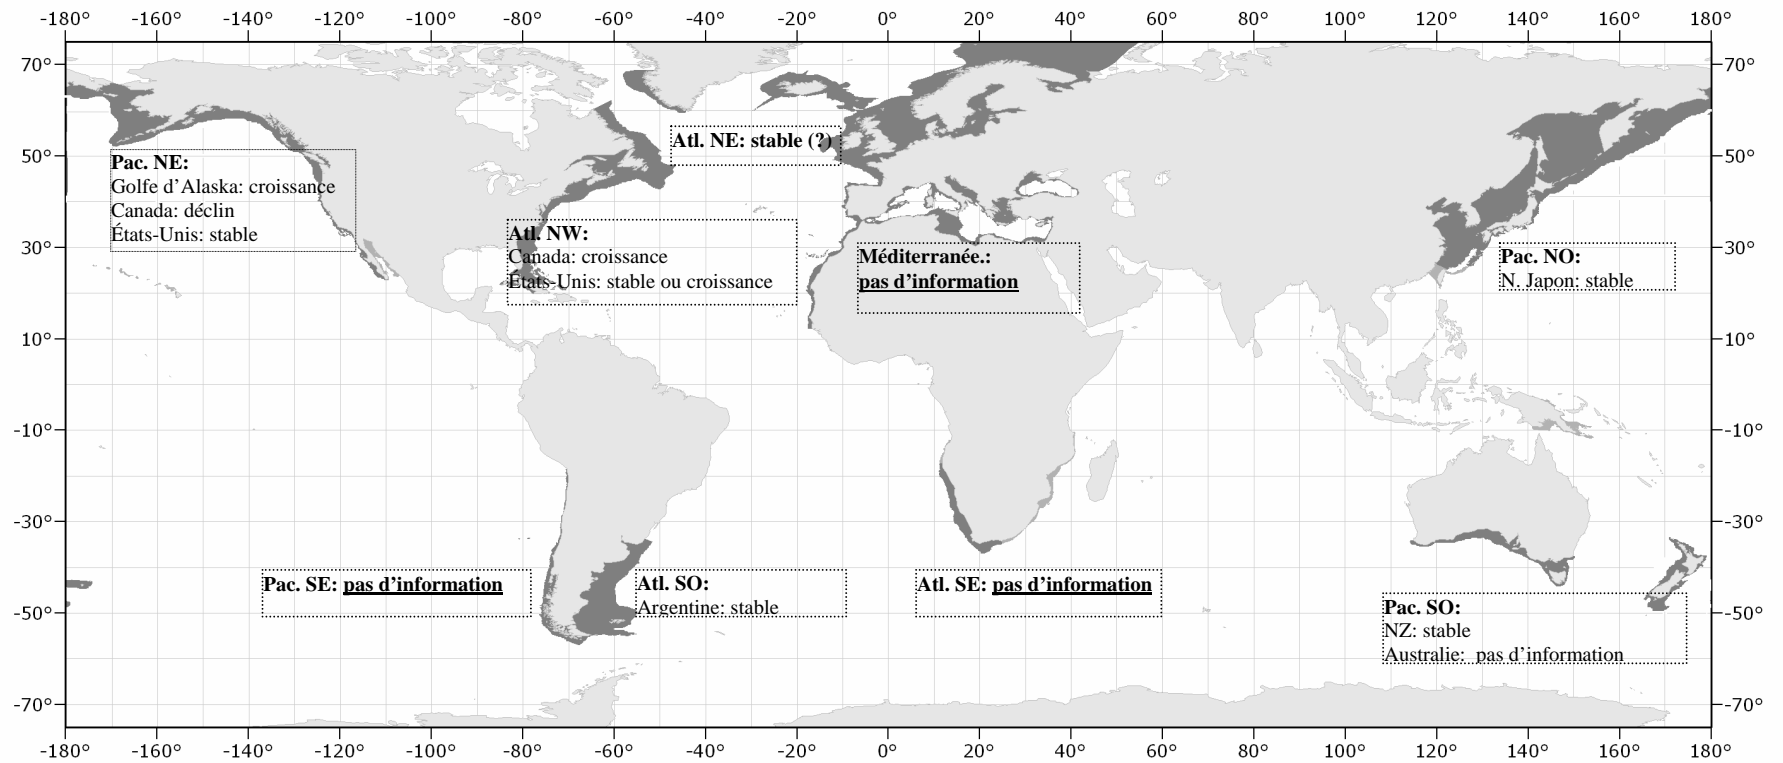 -180° -160° -140° -120° -100° -80° -60° -40° -20° 0° 20° 40° 60° 80° 100° 120° 140° 160° 180°
70° 70°
Atl. NE: stable (?)
50° 50°
Pac. NE:
Golfe d'Alaska: croissance
Canada: déclin
États-Unis: stable
Atl. NW:
Canada: croissance
États-Unis: stable ou croissance
30° 30°
Méditerranée.:
pas d'information
Pac. NO:
N. Japon: stable
10° 10°
-10° -10°
-30° -30°
Pac. SE: pas d'information
Atl. SO:
Argentine: stable
Atl. SE: pas d'information
-50° -50°
Pac. SO:
NZ: stable
Australie: pas d'information
-70° -70°
-180° -160° -140° -120° -100° -80° -60° -40° -20° 0° 20° 40° 60° 80° 100° 120° 140° 160° 180°